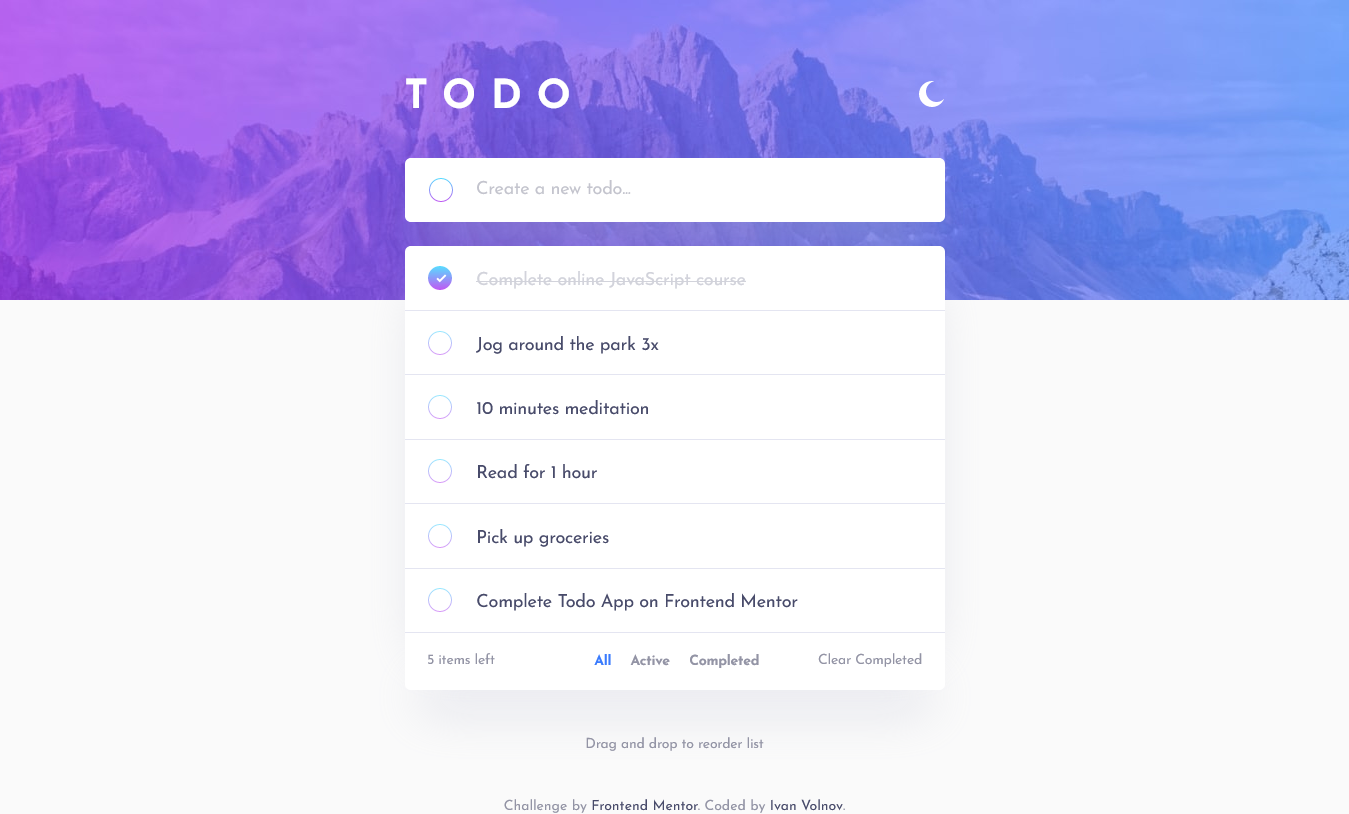 TODO
Create a new todo...
Complete online JavaScript course
Jog around the park 3x
10 minutes meditation
Read for 1 hour
Pick up groceries
Complete Todo App on Frontend Mentor
5 items left All Active Completed Clear Completed
Drag and drop to reorder list
Challenge by Frontend Mentor. Coded by Ivan Volnov.